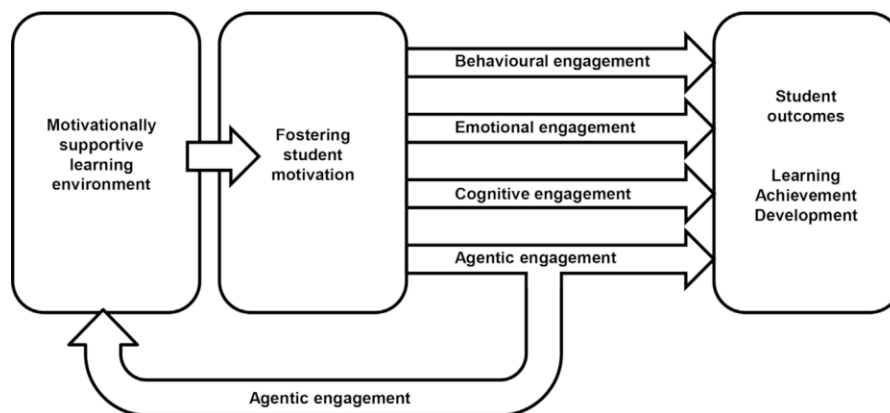 Motivationally
supportive
learning
environment
Fostering
student
motivation
Behavioural engagement
Emotional engagement
Cognitive engagement
Agentic engagement
Student
outcomes
Learning
Achievement
Development
Agentic engagement